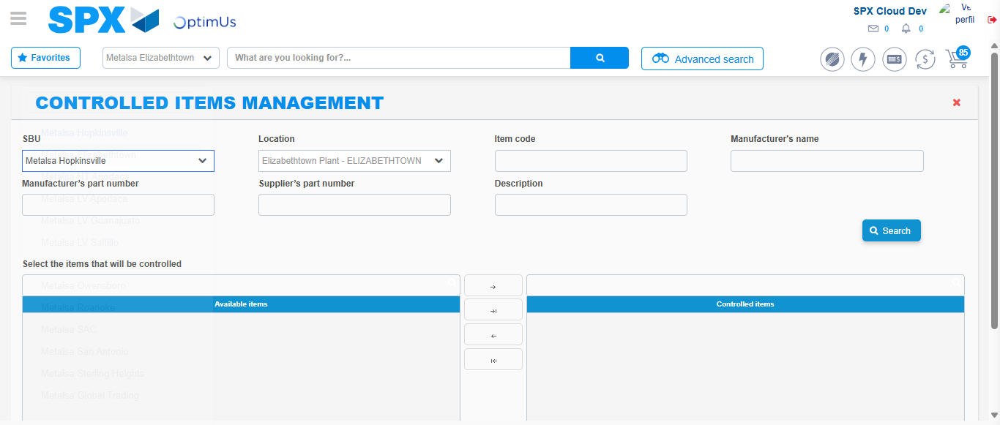 SPX OptimUs
SPX Cloud Dev
Ve
perfil
0 0
Favorites
Metalsa Elizabethtown
What are you looking for?...
Advanced search
85
CONTROLLED ITEMS MANAGEMENT
Metalsa Hopkinsville
SBU
Location
Item code
Manufacturer's name
Metalsa Hopkinsville
Elizabethtown Plant - ELIZABETHTOWN
Manufacturer's part number
Supplier's part number
Description
Metalsa LV Apodaca
Metalsa LV Guanajuato
Metalsa LV Saltillo
Search
Select the items that will be controlled
Metalsa Owensboro
Available items
Controlled items
Metalsa Roanoke
Metalsa SAC
Metalsa San Antonio
Metalsa Sterling Heights
Metalsa Global Trading